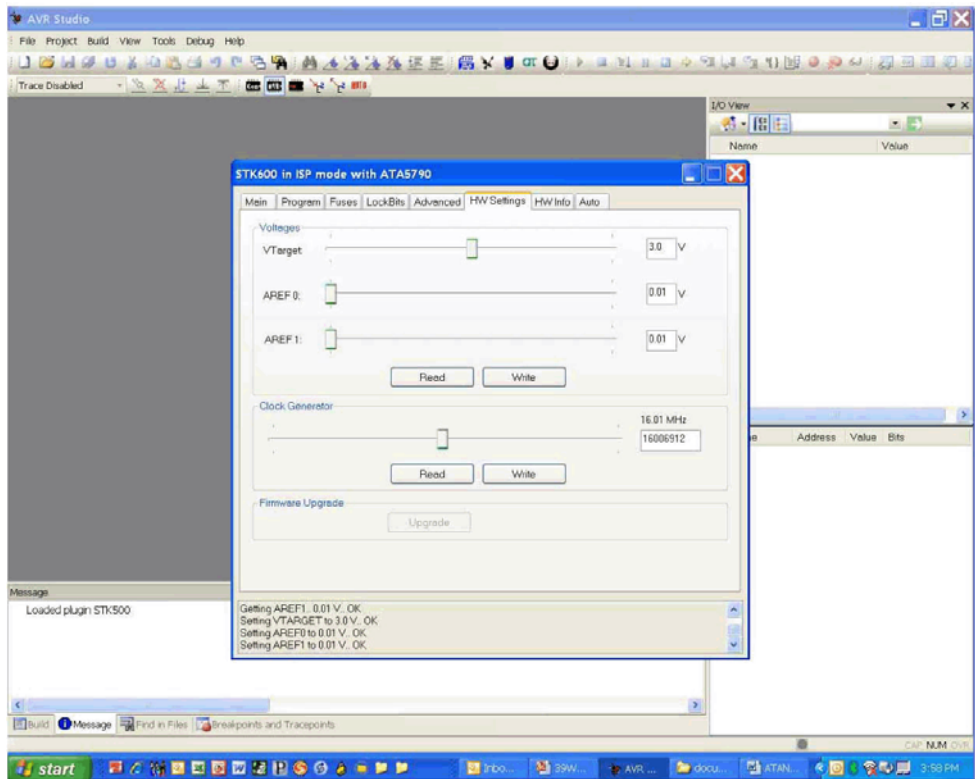 AVR Studio
File Project Build View Tools Debug Help
Trace Disabled
I/O View
Name Value
STK600 in ISP mode with ATA5790
Main Program Fuses LockBits Advanced HW Settings HW Info Auto
Voltages
VTarget 3.0 V
AREF 0: 0.01 V
AREF 1: 0.01 V
Read Write
Clock Generator
16.01 MHz
16006912
Read Write
Firmware Upgrade
Upgrade
Address Value Bits
Getting AREF1.. 0.01 V.. OK
Setting VTARGET to 3.0 V.. OK
Setting AREF0 to 0.01 V.. OK
Setting AREF1 to 0.01 V.. OK
Message
Loaded plugin STK500
Build Message Find in Files Breakpoints and Tracepoints
CAP NUM OVR
start Inbo... 39W... AVR ... docu... ATAN... 3:58 PM